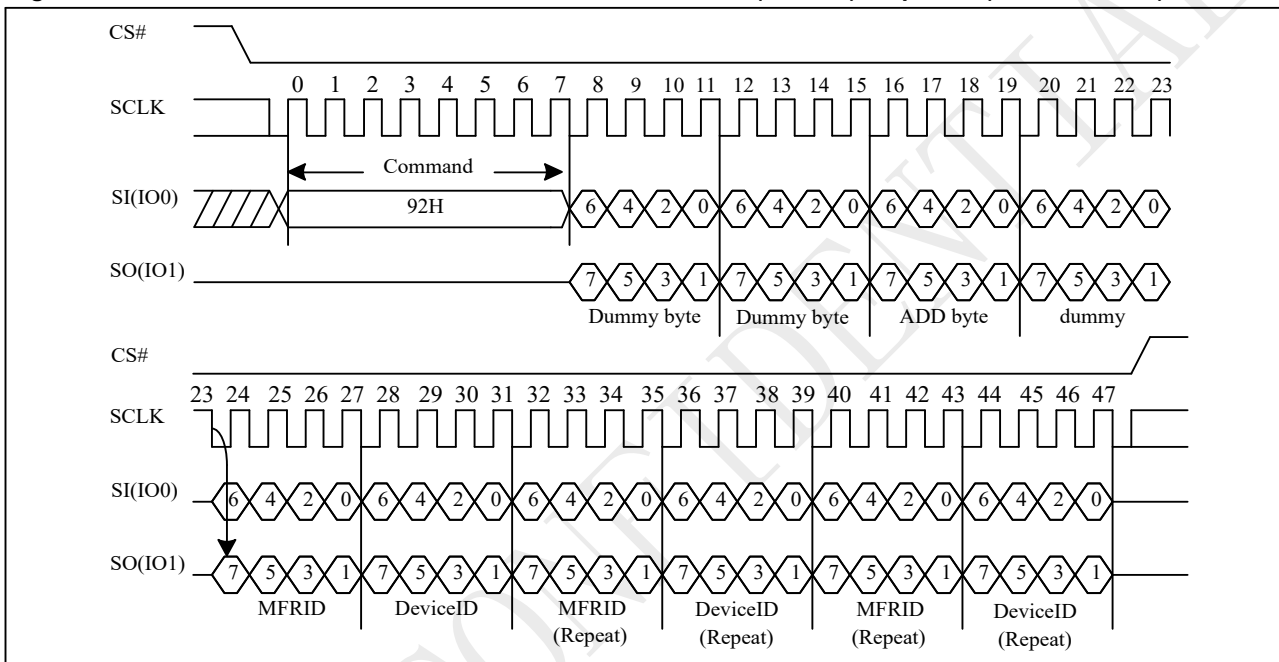 CS#
0 1 2 3 4 5 6 7 8 9 10 11 12 13 14 15 16 17 18 19 20 21 22 23
SCLK
Command
SI(IO0)
92H
6 4 2 0 6 4 2 0 6 4 2 0 6 4 2 0
SO(IO1)
7 5 3 1 7 5 3 1 7 5 3 1 7 5 3 1
Dummy byte Dummy byte ADD byte dummy
CS#
23 24 25 26 27 28 29 30 31 32 33 34 35 36 37 38 39 40 41 42 43 44 45 46 47
SCLK
SI(IO0)
6 4 2 0 6 4 2 0 6 4 2 0 6 4 2 0 6 4 2 0 6 4 2 0
SO(IO1)
7 5 3 1 7 5 3 1 7 5 3 1 7 5 3 1 7 5 3 1 7 5 3 1
MFRID DeviceID MFRID DeviceID MFRID DeviceID
(Repeat) (Repeat) (Repeat) (Repeat)